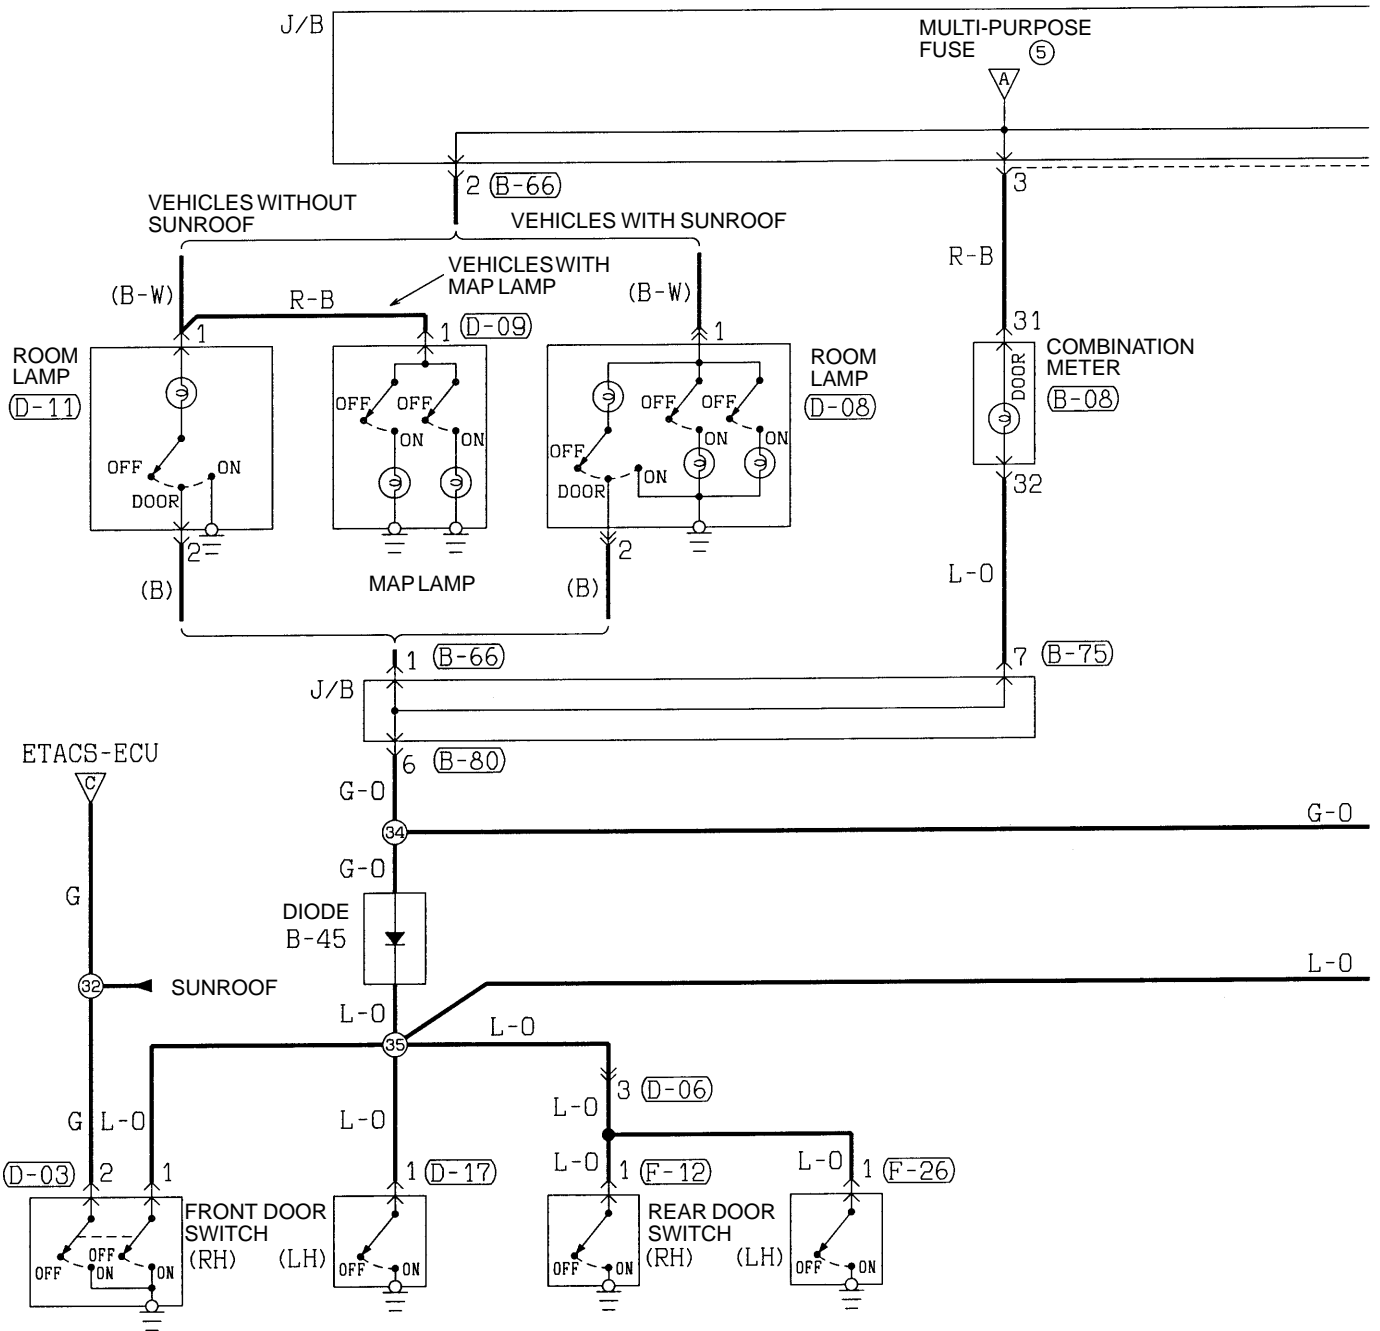 J/B
MULTI-PURPOSE
FUSE ⑤
A
2 (B-66)
3
VEHICLES WITHOUT
SUNROOF
VEHICLES WITH SUNROOF
VEHICLES WITH
MAP LAMP
R-B
(B-W)
R-B
(B-W)
1
1 (D-09)
1
31
ROOM
LAMP
(D-11)
ROOM
LAMP
(D-08)
DOOR
COMBINATION
METER
(B-08)
OFF
DOOR
ON
OFF
ON
OFF
ON
OFF
DOOR
ON
OFF
ON
OFF
ON
32
2
2
MAP LAMP
(B)
(B)
L-O
1 (B-66)
7 (B-75)
J/B
6 (B-80)
ETACS-ECU
C
G-O
34
G-O
G-O
G
DIODE
B-45
32
SUNROOF
L-O
L-O
35
L-O
3 (D-06)
G
L-O
L-O
L-O
L-O
L-O
(D-03) 2
1
1 (D-17)
1 (F-12)
1 (F-26)
FRONT DOOR
SWITCH
(RH)
(LH)
REAR DOOR
SWITCH
(RH)
(LH)
OFF
ON
OFF
ON
OFF
ON
OFF
ON
OFF
ON